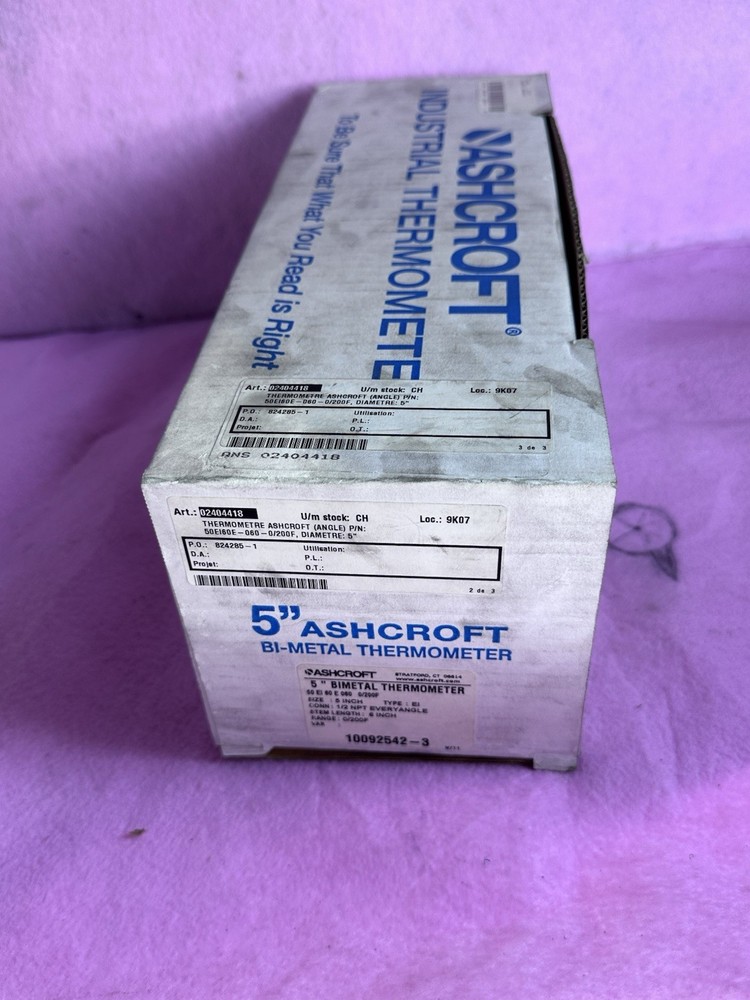 ASHCROFT®
INDUSTRIAL THERMOMETE
To Be Sure That What You Read is Right
Art.: 02404418 U/m stock: CH Loc.: 9K07
THERMOMETRE ASHCROFT (ANGLE) P/N:
50EI60E-060-0/200F, DIAMETRE: 5"
P.O.: 824285-1 Utilisation:
D.A.: P.L.:
Projet: O.T.:
3 de 3
RNS 02404418
Art.: 02404418 U/m stock: CH Loc.: 9K07
THERMOMETRE ASHCROFT (ANGLE) P/N:
50EI60E-060-0/200F, DIAMETRE: 5"
P.O.: 824285-1 Utilisation:
D.A.: P.L.:
Projet: O.T.:
2 de 3
5” ASHCROFT
BI-METAL THERMOMETER
ASHCROFT STRATFORD, CT 06614
www.ashcroft.com
5 " BIMETAL THERMOMETER
50 EI 60 E 060 0/200F
SIZE : 5 INCH TYPE : EI
CONN : 1/2 NPT EVERYANGLE
STEM LENGTH : 6 INCH
RANGE : 0/200F
10092542-3